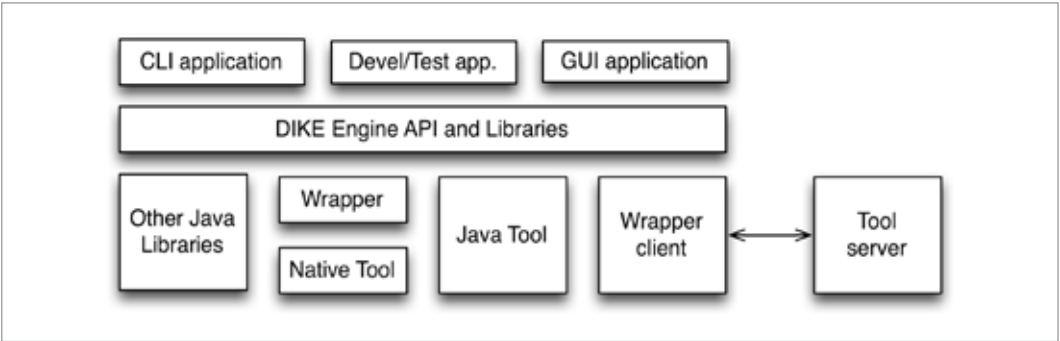 CLI application
Devel/Test app.
GUI application
DIKE Engine API and Libraries
Other Java
Libraries
Wrapper
Native Tool
Java Tool
Wrapper
client
Tool
server